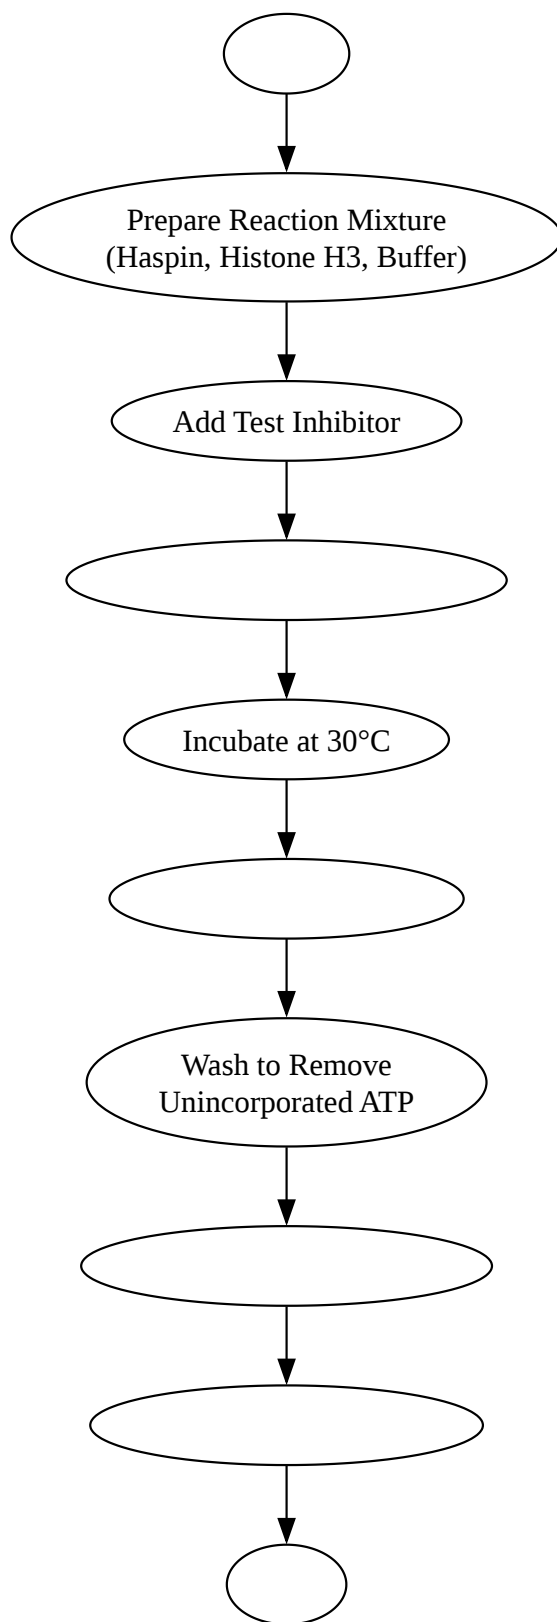 Prepare Reaction Mixture
(Haspin, Histone H3, Buffer)
Add Test Inhibitor
Incubate at 30°C
Wash to Remove
Unincorporated ATP